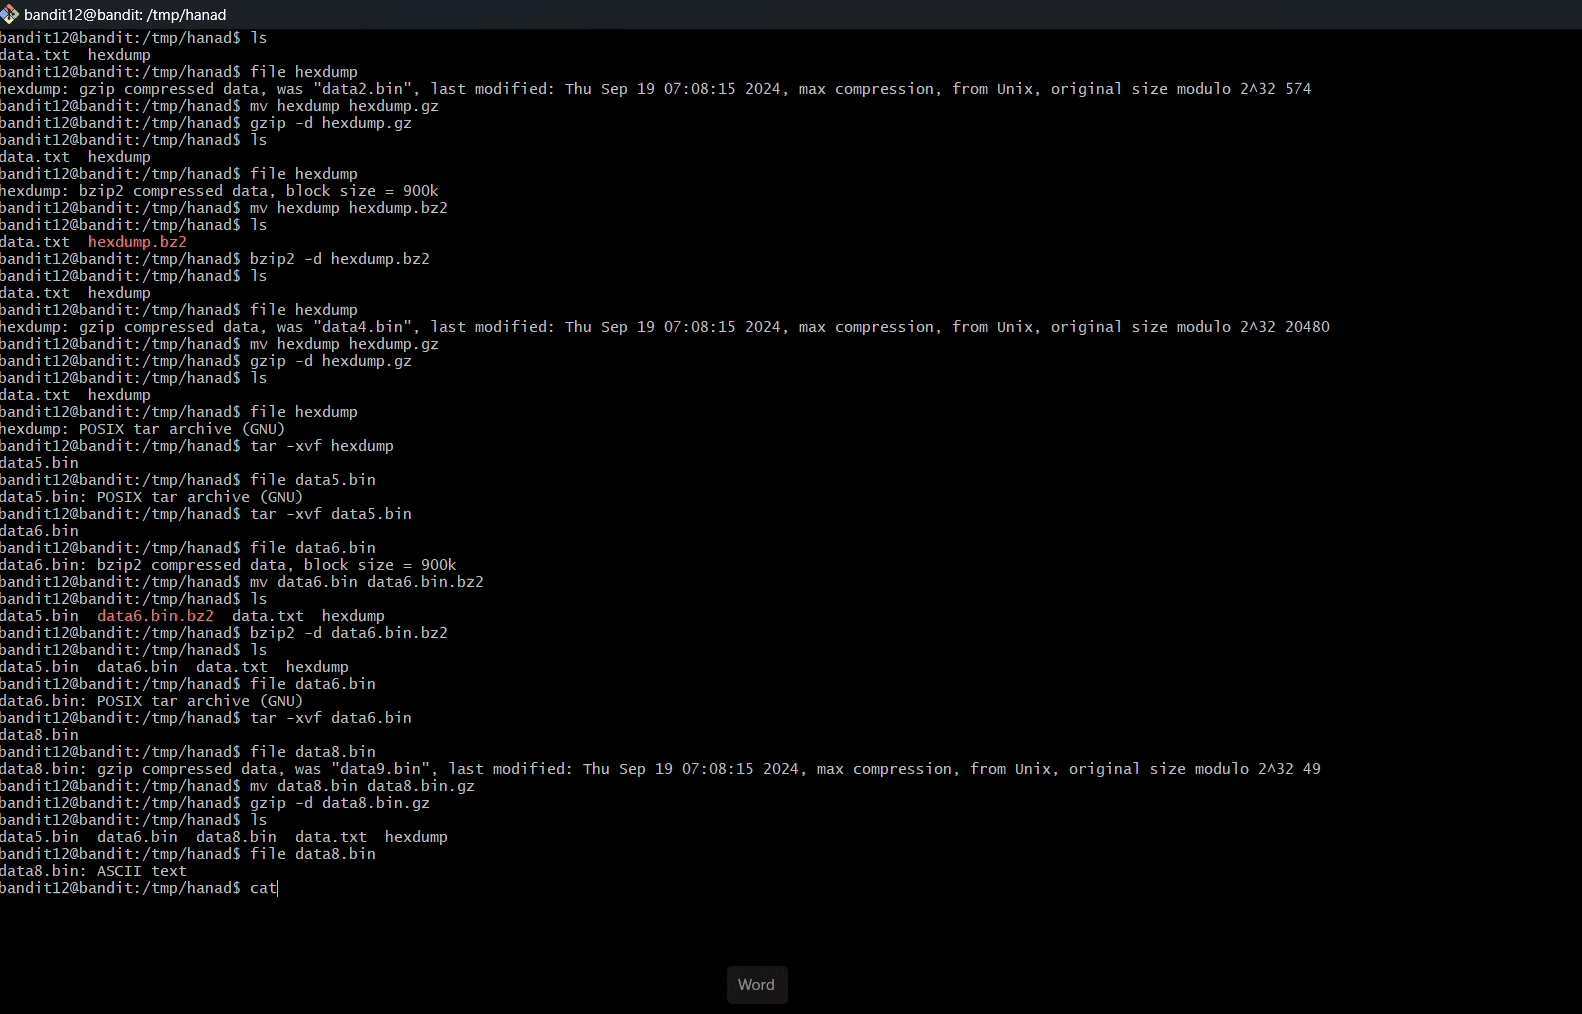 bandit12@bandit: /tmp/hanad
bandit12@bandit:/tmp/hanad$ ls
data.txt  hexdump
bandit12@bandit:/tmp/hanad$ file hexdump
hexdump: gzip compressed data, was "data2.bin", last modified: Thu Sep 19 07:08:15 2024, max compression, from Unix, original size modulo 2^32 574
bandit12@bandit:/tmp/hanad$ mv hexdump hexdump.gz
bandit12@bandit:/tmp/hanad$ gzip -d hexdump.gz
bandit12@bandit:/tmp/hanad$ ls
data.txt  hexdump
bandit12@bandit:/tmp/hanad$ file hexdump
hexdump: bzip2 compressed data, block size = 900k
bandit12@bandit:/tmp/hanad$ mv hexdump hexdump.bz2
bandit12@bandit:/tmp/hanad$ ls
data.txt  hexdump.bz2
bandit12@bandit:/tmp/hanad$ bzip2 -d hexdump.bz2
bandit12@bandit:/tmp/hanad$ ls
data.txt  hexdump
bandit12@bandit:/tmp/hanad$ file hexdump
hexdump: gzip compressed data, was "data4.bin", last modified: Thu Sep 19 07:08:15 2024, max compression, from Unix, original size modulo 2^32 20480
bandit12@bandit:/tmp/hanad$ mv hexdump hexdump.gz
bandit12@bandit:/tmp/hanad$ gzip -d hexdump.gz
bandit12@bandit:/tmp/hanad$ ls
data.txt  hexdump
bandit12@bandit:/tmp/hanad$ file hexdump
hexdump: POSIX tar archive (GNU)
bandit12@bandit:/tmp/hanad$ tar -xvf hexdump
data5.bin
bandit12@bandit:/tmp/hanad$ file data5.bin
data5.bin: POSIX tar archive (GNU)
bandit12@bandit:/tmp/hanad$ tar -xvf data5.bin
data6.bin
bandit12@bandit:/tmp/hanad$ file data6.bin
data6.bin: bzip2 compressed data, block size = 900k
bandit12@bandit:/tmp/hanad$ mv data6.bin data6.bin.bz2
bandit12@bandit:/tmp/hanad$ ls
data5.bin  data6.bin.bz2  data.txt  hexdump
bandit12@bandit:/tmp/hanad$ bzip2 -d data6.bin.bz2
bandit12@bandit:/tmp/hanad$ ls
data5.bin  data6.bin  data.txt  hexdump
bandit12@bandit:/tmp/hanad$ file data6.bin
data6.bin: POSIX tar archive (GNU)
bandit12@bandit:/tmp/hanad$ tar -xvf data6.bin
data8.bin
bandit12@bandit:/tmp/hanad$ file data8.bin
data8.bin: gzip compressed data, was "data9.bin", last modified: Thu Sep 19 07:08:15 2024, max compression, from Unix, original size modulo 2^32 49
bandit12@bandit:/tmp/hanad$ mv data8.bin data8.bin.gz
bandit12@bandit:/tmp/hanad$ gzip -d data8.bin.gz
bandit12@bandit:/tmp/hanad$ ls
data5.bin  data6.bin  data8.bin  data.txt  hexdump
bandit12@bandit:/tmp/hanad$ file data8.bin
data8.bin: ASCII text
bandit12@bandit:/tmp/hanad$ cat
Word